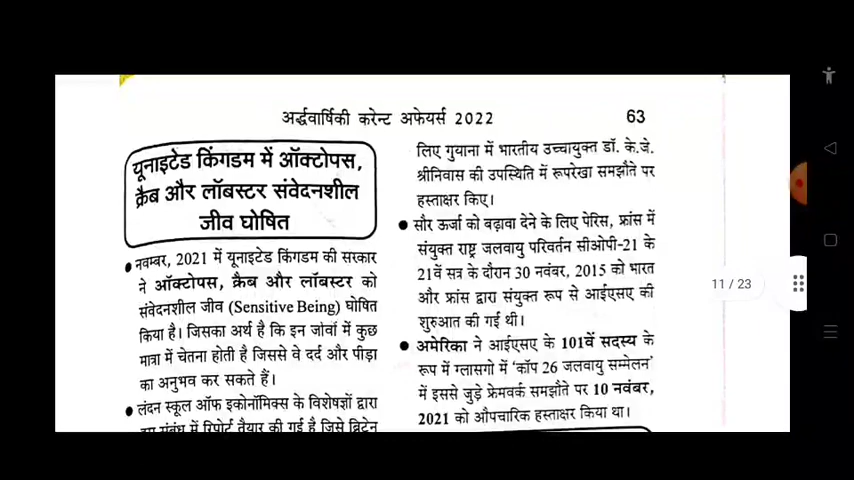 अर्द्धवार्षिकी करेन्ट अफेयर्स 2022
63
यूनाइटेड किंगडम में ऑक्टोपस,
क्रैब और लॉबस्टर संवेदनशील
जीव घोषित
● नवम्बर, 2021 में यूनाइटेड किंगडम की सरकार
ने ऑक्टोपस, क्रैब और लॉबस्टर को
संवेदनशील जीव (Sensitive Being) घोषित
किया है। जिसका अर्थ है कि इन जीवों में कुछ
मात्रा में चेतना होती है जिससे वे दर्द और पीड़ा
का अनुभव कर सकते हैं।
● लंदन स्कूल ऑफ इकोनॉमिक्स के विशेषज्ञों द्वारा
इस संबंध में रिपोर्ट तैयार की गई है जिसे ब्रिटेन
लिए गुयाना में भारतीय उच्चायुक्त डॉ. के.जे.
श्रीनिवास की उपस्थिति में रूपरेखा समझौते पर
हस्ताक्षर किए।
● सौर ऊर्जा को बढ़ावा देने के लिए पेरिस, फ्रांस में
संयुक्त राष्ट्र जलवायु परिवर्तन सीओपी-21 के
21वें सत्र के दौरान 30 नवंबर, 2015 को भारत
और फ्रांस द्वारा संयुक्त रूप से आईएसए की
शुरुआत की गई थी।
● अमेरिका ने आईएसए के 101वें सदस्य के
रूप में ग्लासगो में ‘कॉप 26 जलवायु सम्मेलन’
में इससे जुड़े फ्रेमवर्क समझौते पर 10 नवंबर,
2021 को औपचारिक हस्ताक्षर किया था।
11 / 23